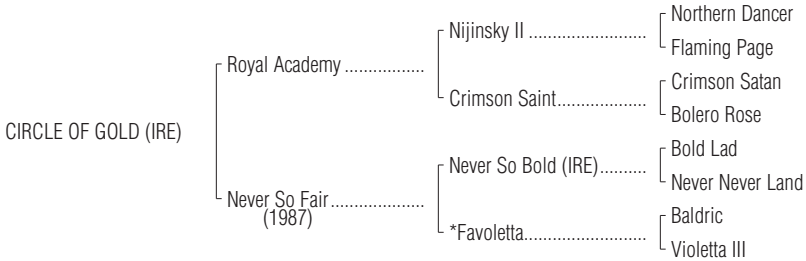 Northern Dancer
Nijinsky II ........................
Flaming Page
Royal Academy .................
Crimson Satan
Crimson Saint...................
Bolero Rose
CIRCLE OF GOLD (IRE)
Bold Lad
Never So Bold (IRE)..........
Never Never Land
Never So Fair....................
(1987)
Baldric
*Favoletta..........................
Violetta III